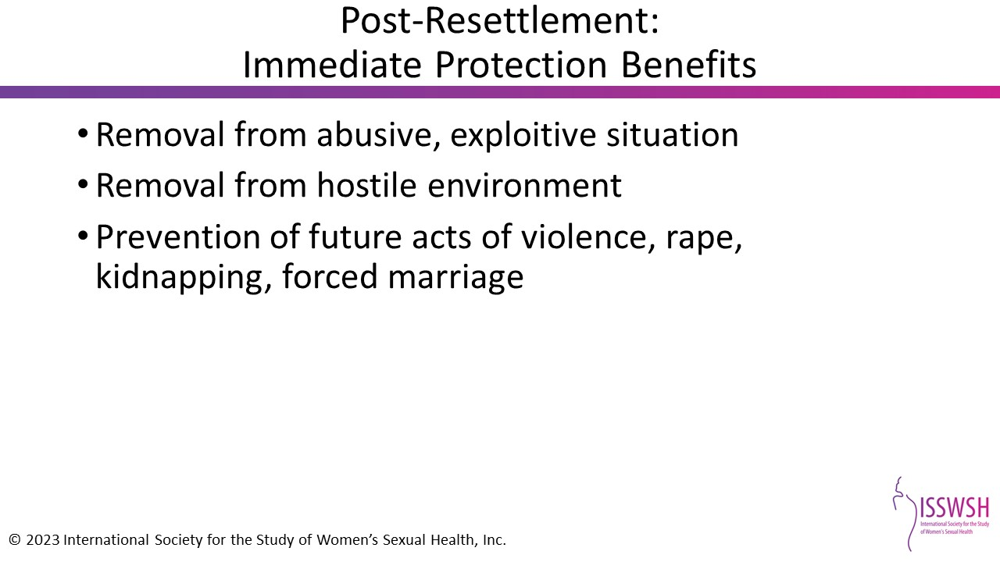 Post-Resettlement:
Immediate Protection Benefits
• Removal from abusive, exploitive situation
• Removal from hostile environment
• Prevention of future acts of violence, rape,
kidnapping, forced marriage
ISSWSH
International Society for the Study
of Women's Sexual Health
© 2023 International Society for the Study of Women’s Sexual Health, Inc.